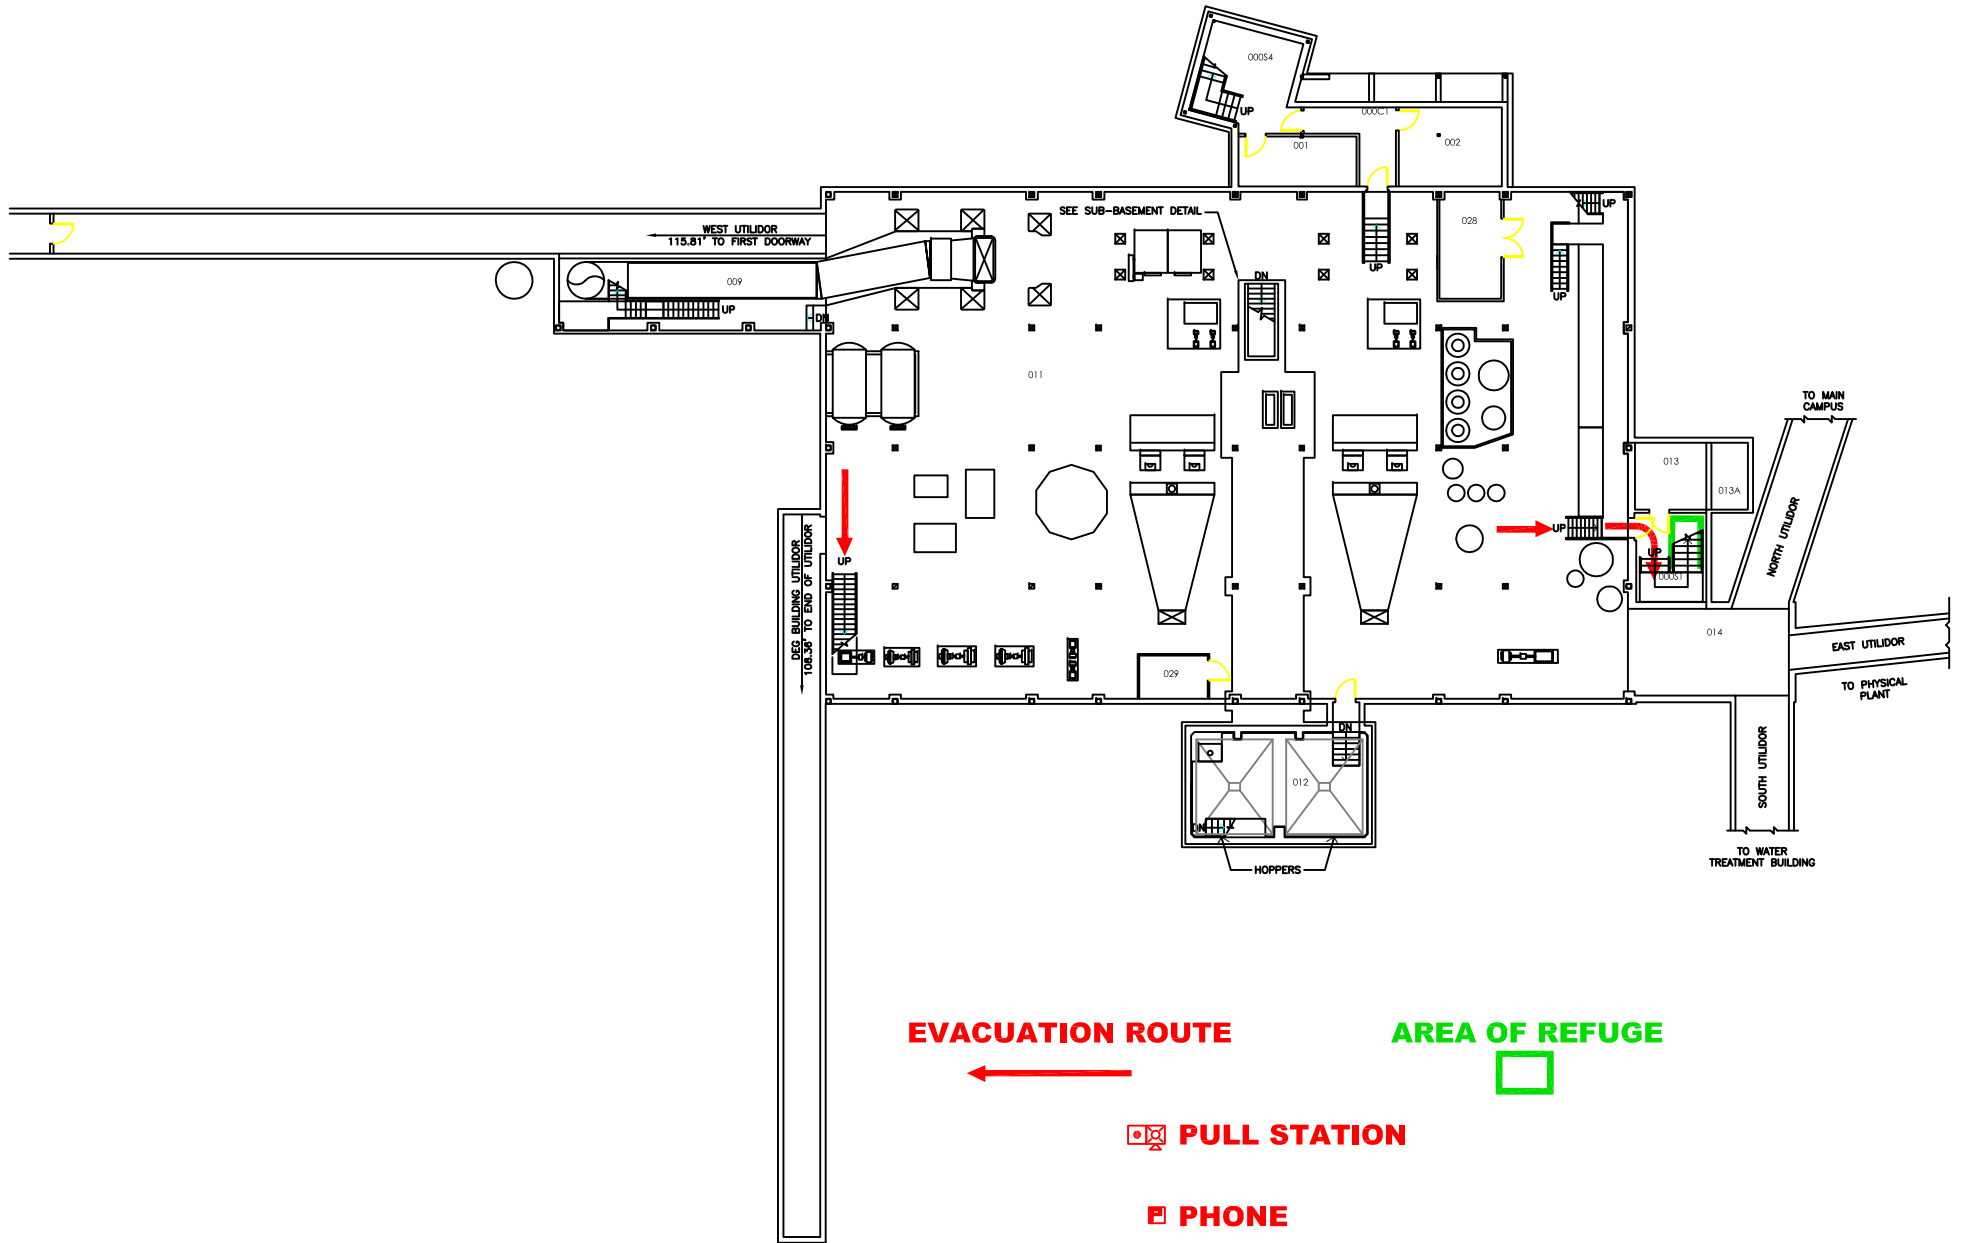 000S4
UP
000C1
001
002
SEE SUB-BASEMENT DETAIL
028
UP
WEST UTILIDOR
115.81' TO FIRST DOORWAY
UP
UP
DN
009
UP
DN
011
TO MAIN
CAMPUS
013
013A
NORTH UTILIDOR
UP
UP
UP
000S1
DEG BUILDING UTILIDOR
108.36' TO END OF UTILIDOR
014
EAST UTILIDOR
TO PHYSICAL
PLANT
029
DN
SOUTH UTILIDOR
012
DN
HOPPERS
TO WATER
TREATMENT BUILDING
EVACUATION ROUTE
AREA OF REFUGE
PULL STATION
PHONE